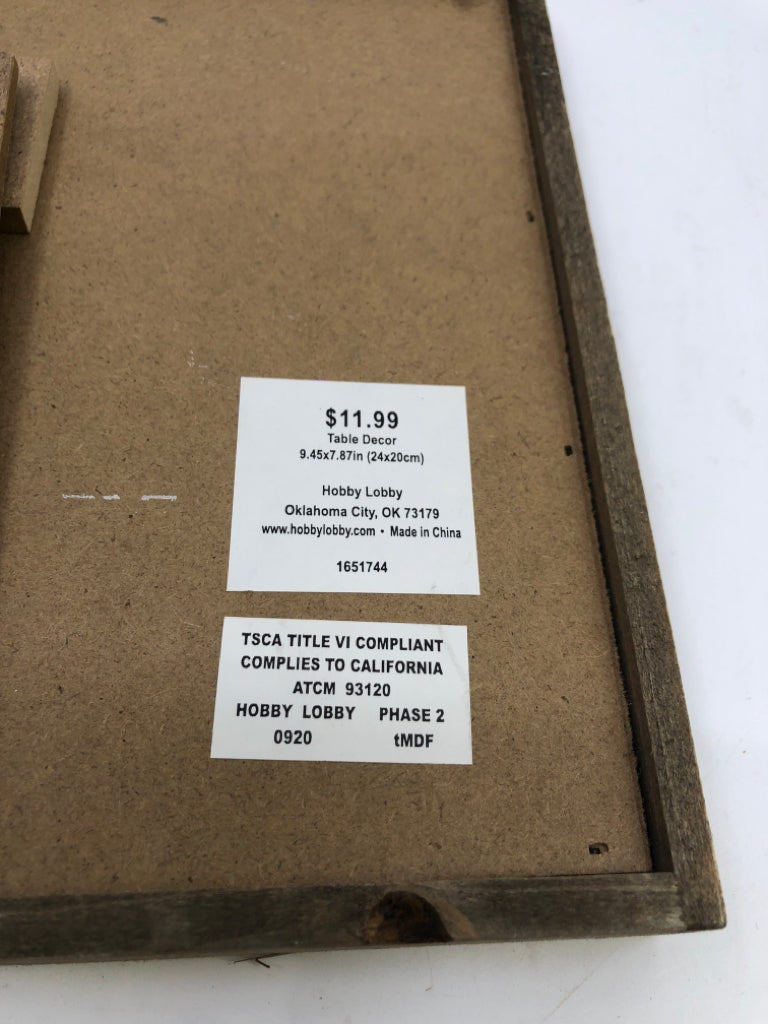 $11.99
Table Decor
9.45x7.87in (24x20cm)
Hobby Lobby
Oklahoma City, OK 73179
www.hobbylobby.com • Made in China
1651744
TSCA TITLE VI COMPLIANT
COMPLIES TO CALIFORNIA
ATCM 93120
HOBBY LOBBY PHASE 2
0920 tMDF